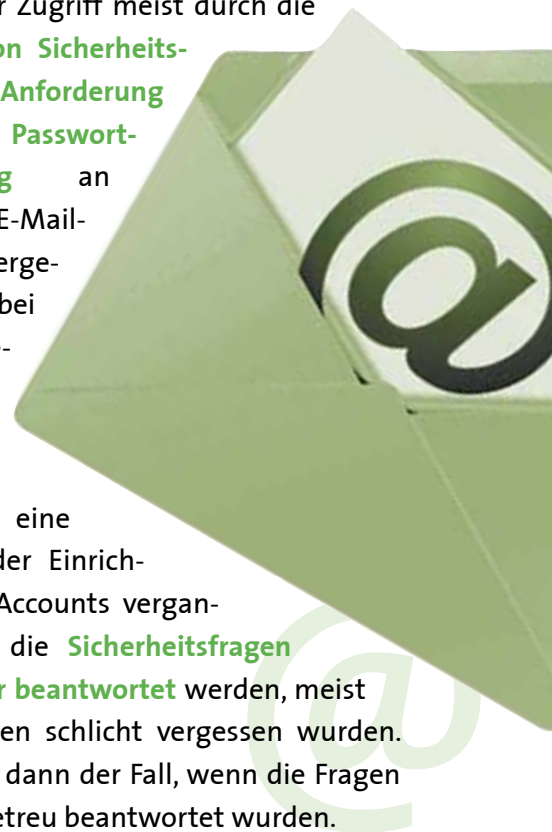 r Zugriff meist durch die
on Sicherheits-
Anforderung
Passwort-
g an
E-Mail-
erge-
bei
-
eine
der Einrich-
Accounts vergan-
die Sicherheitsfragen
r beantwortet werden, meist
en schlicht vergessen wurden.
dann der Fall, wenn die Fragen
etreu beantwortet wurden.
@
@